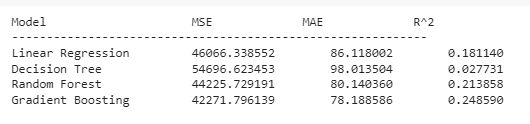 Model MSE MAE R^2
------------------------------------------------------------
Linear Regression 46066.338552 86.118002 0.181140
Decision Tree 54696.623453 98.013504 0.027731
Random Forest 44225.729191 80.140360 0.213858
Gradient Boosting 42271.796139 78.188586 0.248590